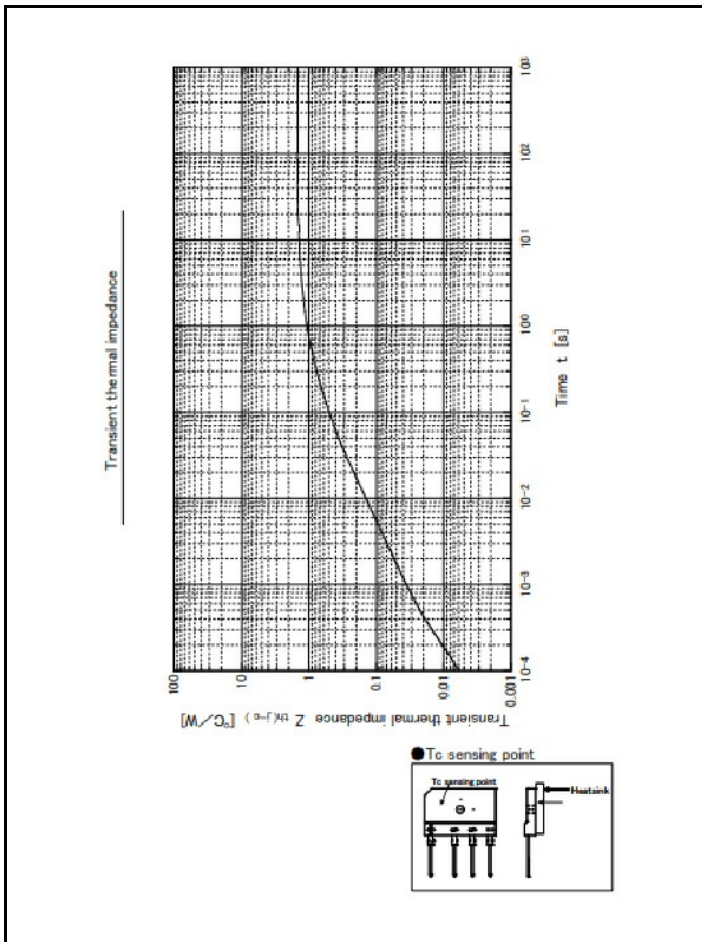 Transient thermal impedance
Transient thermal impedance Z th(j-c) [℃/W]
100
10
1
0.1
0.01
0.001
10-4
10-3
10-2
10-1
100
101
102
103
Time t [s]
●Tc sensing point
Tc sensing point
Heatsink